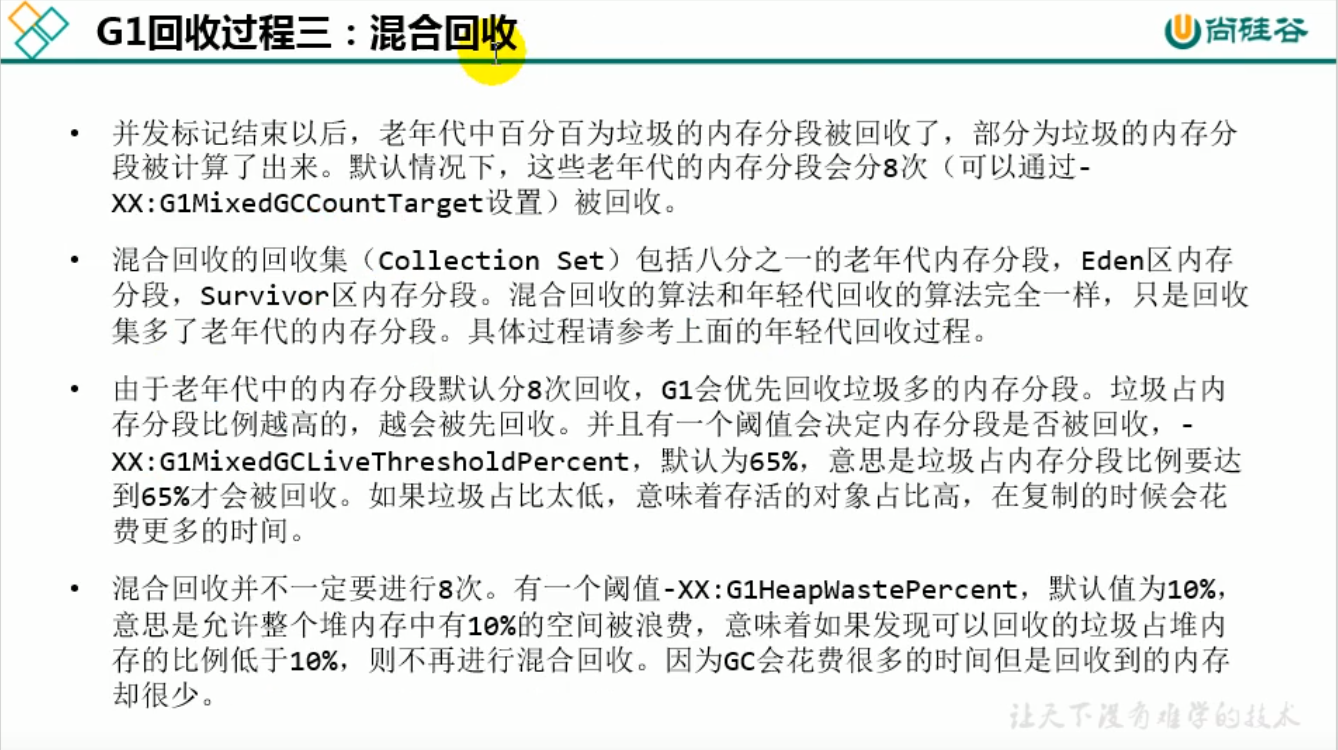 G1回收过程三：混合回收
尚硅谷
• 并发标记结束以后，老年代中百分百为垃圾的内存分段被回收了，部分为垃圾的内存分
段被计算了出来。默认情况下，这些老年代的内存分段会分8次（可以通过-
XX:G1MixedGCCountTarget设置）被回收。
• 混合回收的回收集（Collection Set）包括八分之一的老年代内存分段，Eden区内存
分段，Survivor区内存分段。混合回收的算法和年轻代回收的算法完全一样，只是回收
集多了老年代的内存分段。具体过程请参考上面的年轻代回收过程。
• 由于老年代中的内存分段默认分8次回收，G1会优先回收垃圾多的内存分段。垃圾占内
存分段比例越高的，越会被先回收。并且有一个阈值会决定内存分段是否被回收，-
XX:G1MixedGCLiveThresholdPercent，默认为65%，意思是垃圾占内存分段比例要达
到65%才会被回收。如果垃圾占比太低，意味着存活的对象占比高，在复制的时候会花
费更多的时间。
• 混合回收并不一定要进行8次。有一个阈值-XX:G1HeapWastePercent，默认值为10%，
意思是允许整个堆内存中有10%的空间被浪费，意味着如果发现可以回收的垃圾占堆内
存的比例低于10%，则不再进行混合回收。因为GC会花费很多的时间但是回收到的内存
却很少。
让天下没有难学的技术